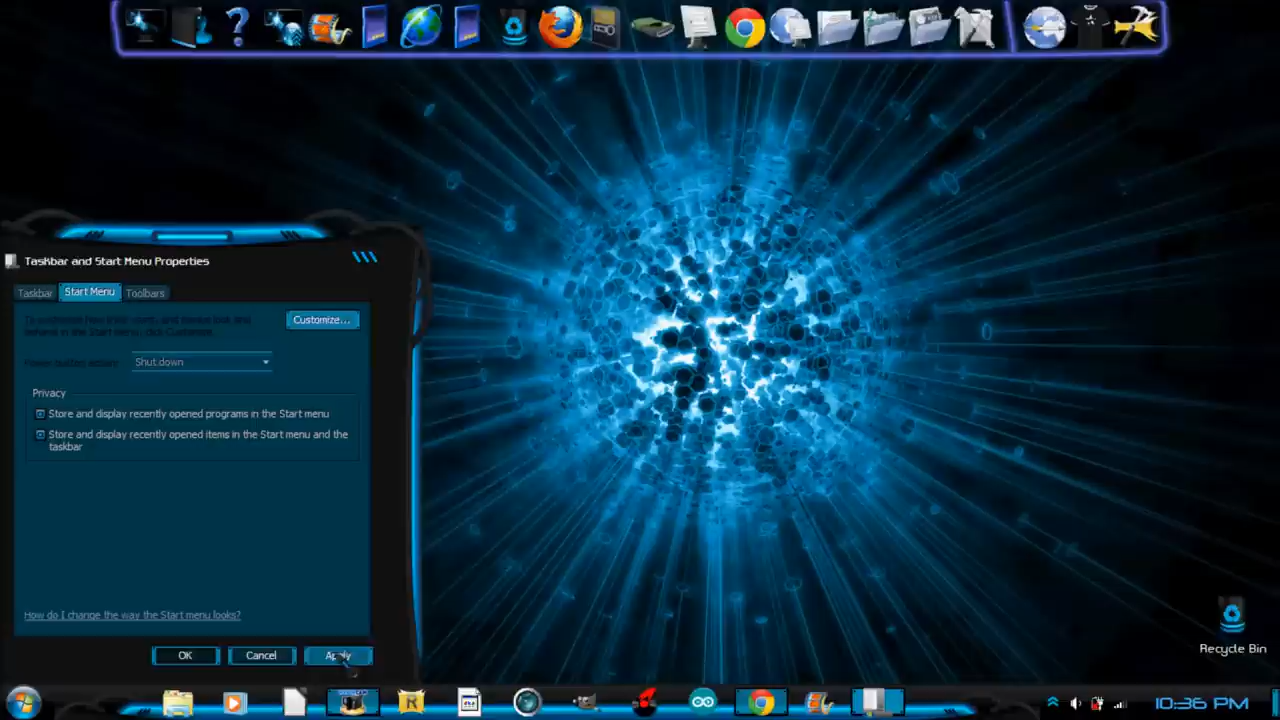 Taskbar and Start Menu Properties
Taskbar
Start Menu
Toolbars
Customize...
Shut down
Privacy
Store and display recently opened programs in the Start menu
Store and display recently opened items in the Start menu and the
taskbar
How do I change the way the Start menu looks?
OK
Cancel
Apply
Recycle Bin
10:36 PM